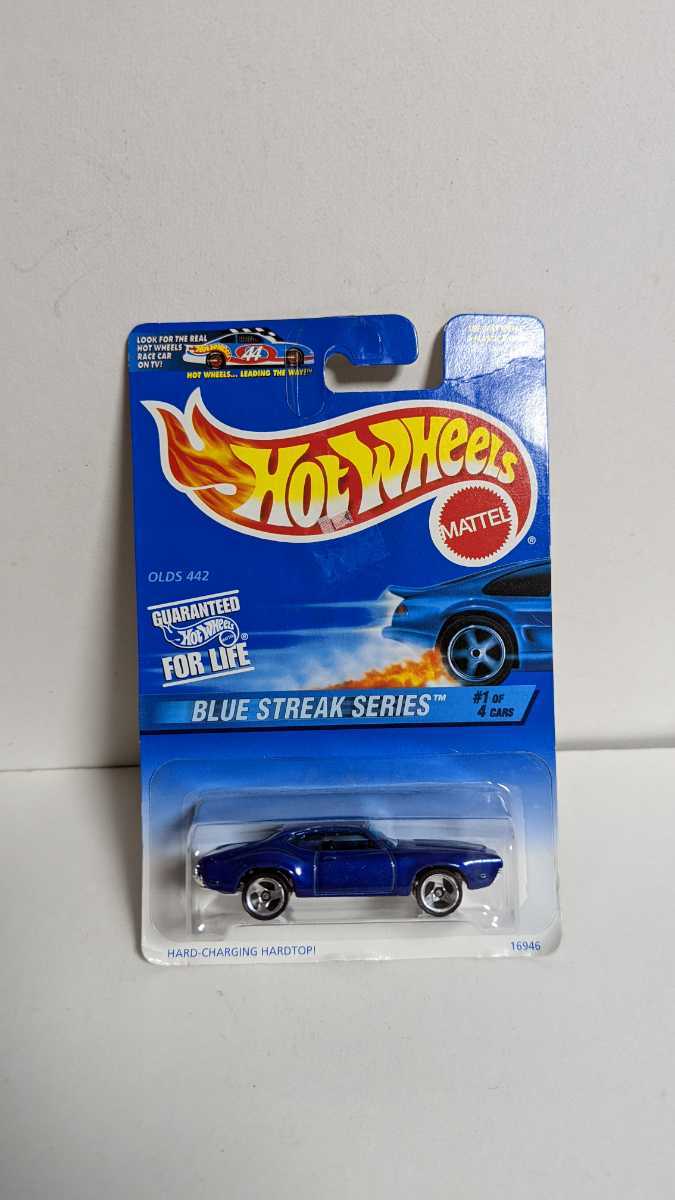 LOOK FOR THE REAL
HOT WHEELS
RACE CAR
ON TV!
44
HOT WHEELS... LEADING THE WAY!™
HOT WHEELS
MATTEL
®
OLDS 442
GUARANTEED
HOT WHEELS ®
FOR LIFE
BLUE STREAK SERIES™
#1 OF
4 CARS
HARD-CHARGING HARDTOP!
16946